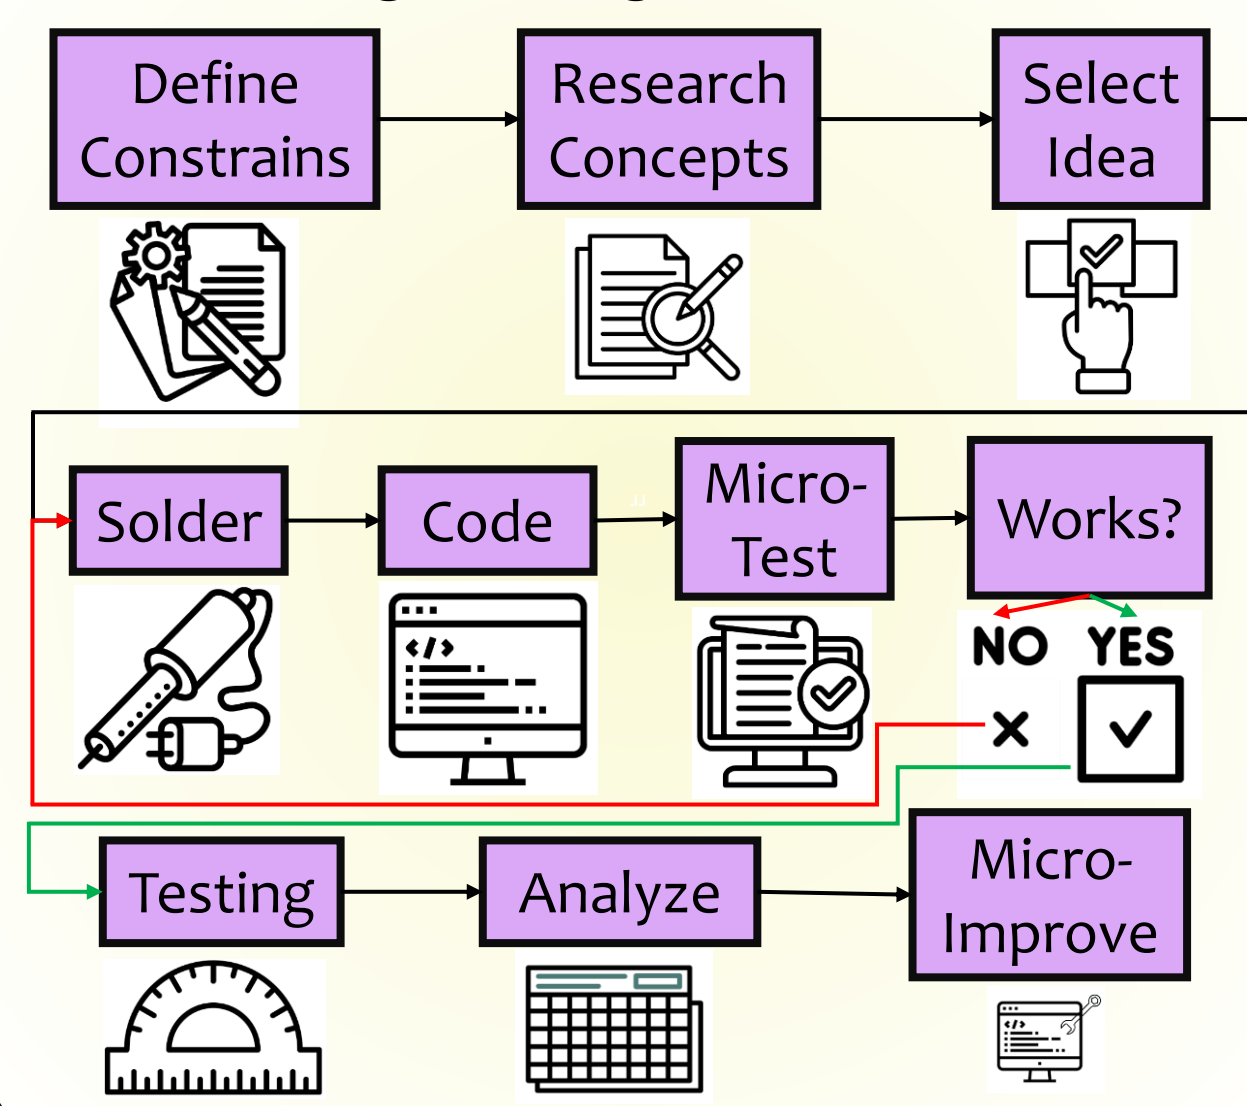 Define
Constrains
Research
Concepts
Select
Idea
Solder
Code
Micro-
Test
Works?
NO
YES
</>
Testing
Analyze
Micro-
Improve
</>